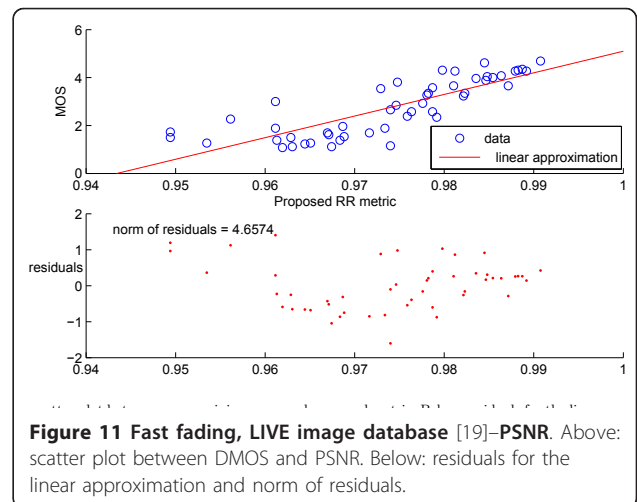 6
4
2
0
MOS
data
linear approximation
0.94 0.95 0.96 0.97 0.98 0.99 1
Proposed RR metric
2
1
0
−1
−2
residuals
norm of residuals = 4.6574
0.94 0.95 0.96 0.97 0.98 0.99 1
Figure 11 Fast fading, LIVE image database [19]–PSNR. Above:
scatter plot between DMOS and PSNR. Below: residuals for the
linear approximation and norm of residuals.